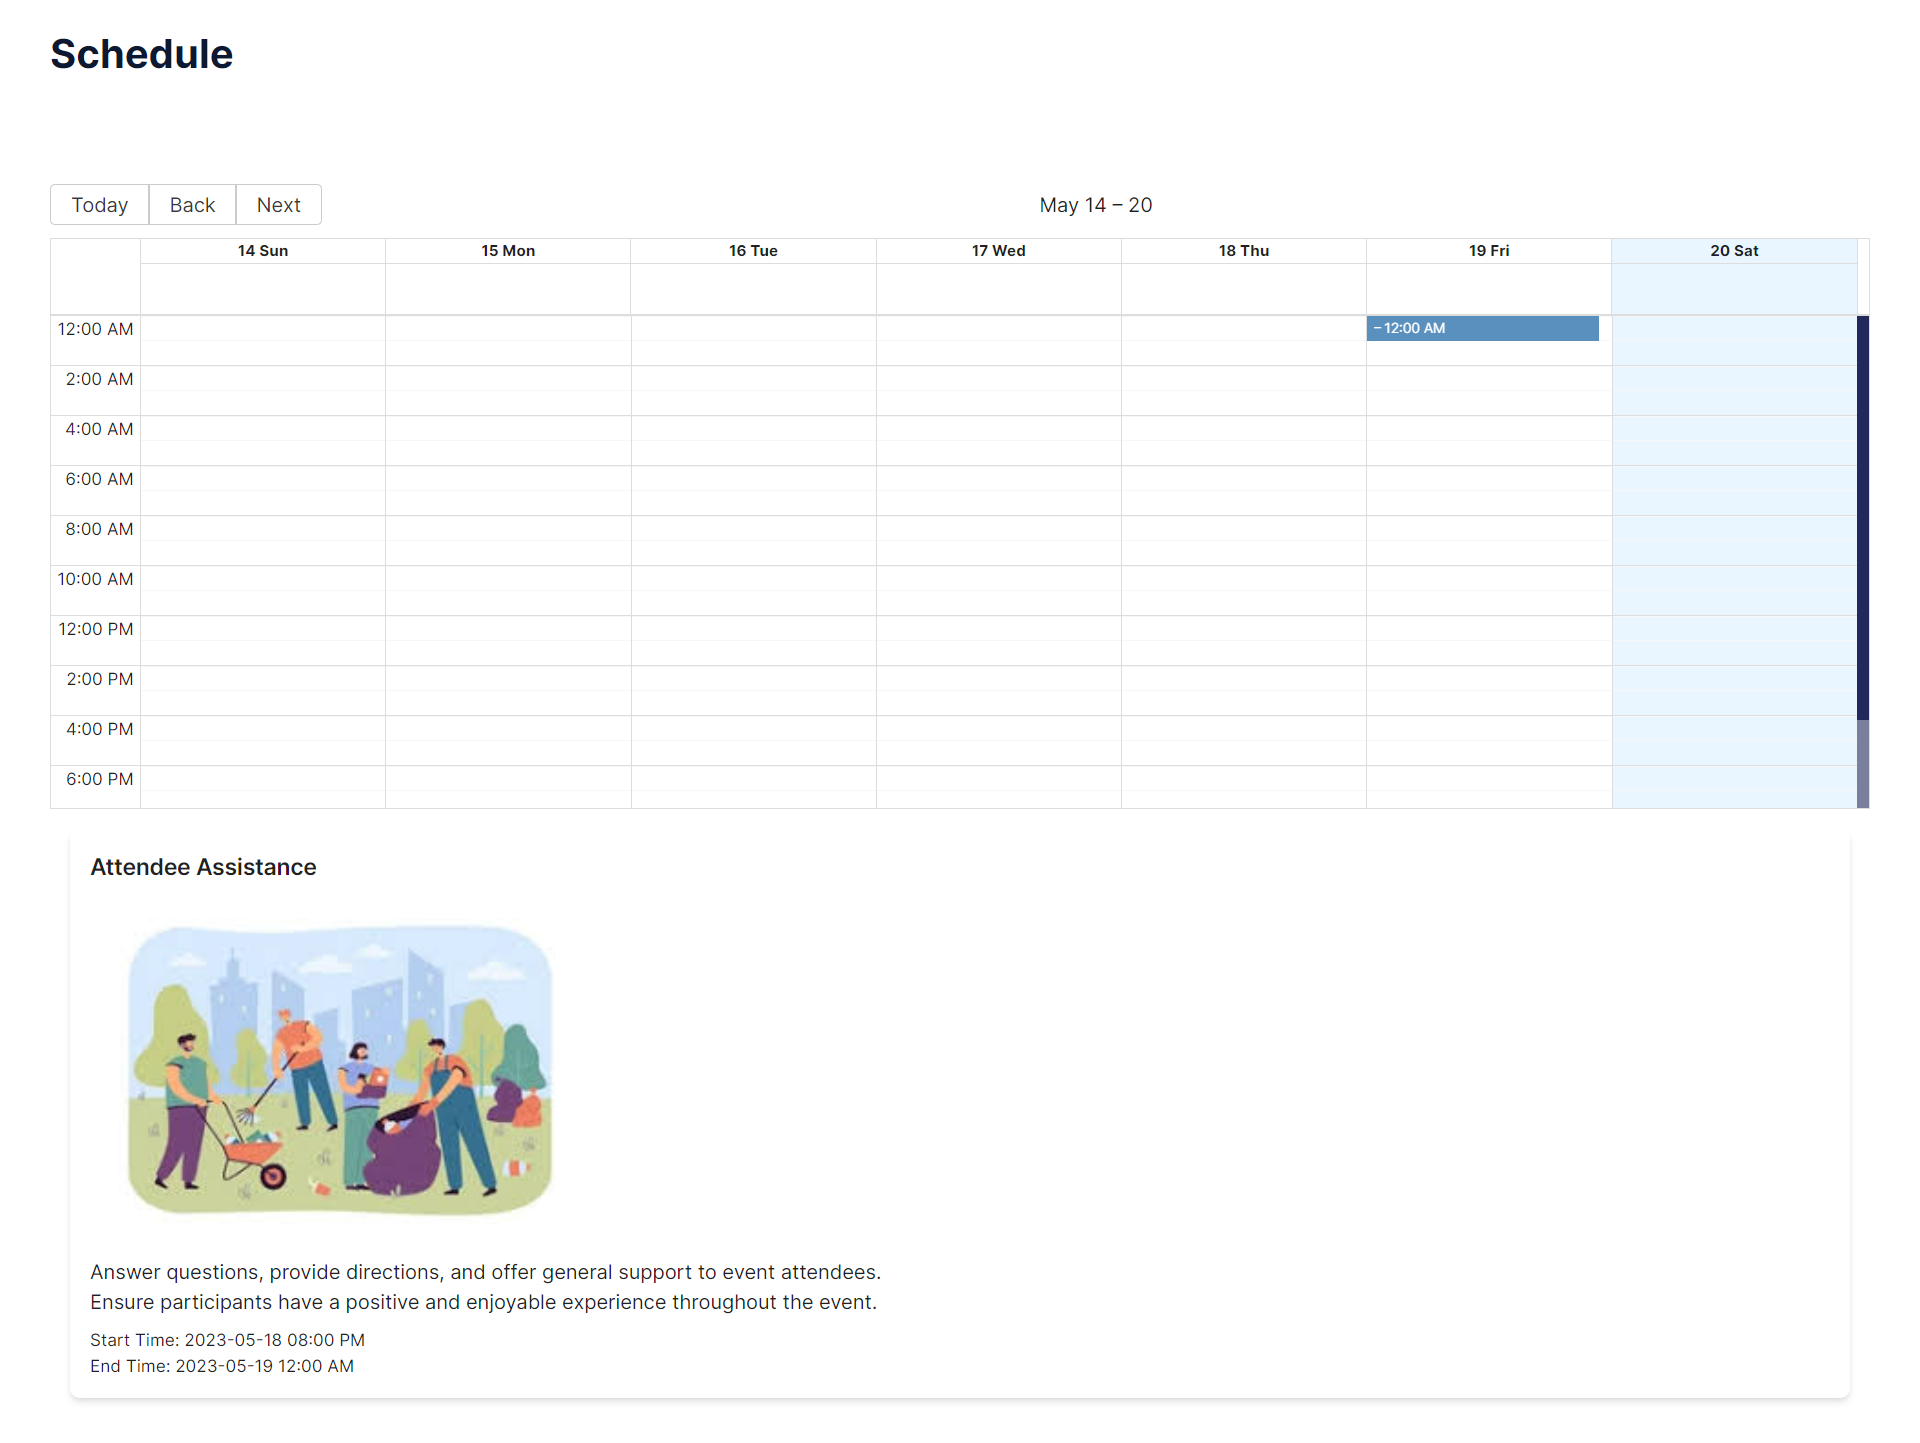 Schedule
Today Back Next
May 14 – 20
14 Sun 15 Mon 16 Tue 17 Wed 18 Thu 19 Fri 20 Sat
12:00 AM
– 12:00 AM
2:00 AM
4:00 AM
6:00 AM
8:00 AM
10:00 AM
12:00 PM
2:00 PM
4:00 PM
6:00 PM
Attendee Assistance
Answer questions, provide directions, and offer general support to event attendees.
Ensure participants have a positive and enjoyable experience throughout the event.
Start Time: 2023-05-18 08:00 PM
End Time: 2023-05-19 12:00 AM